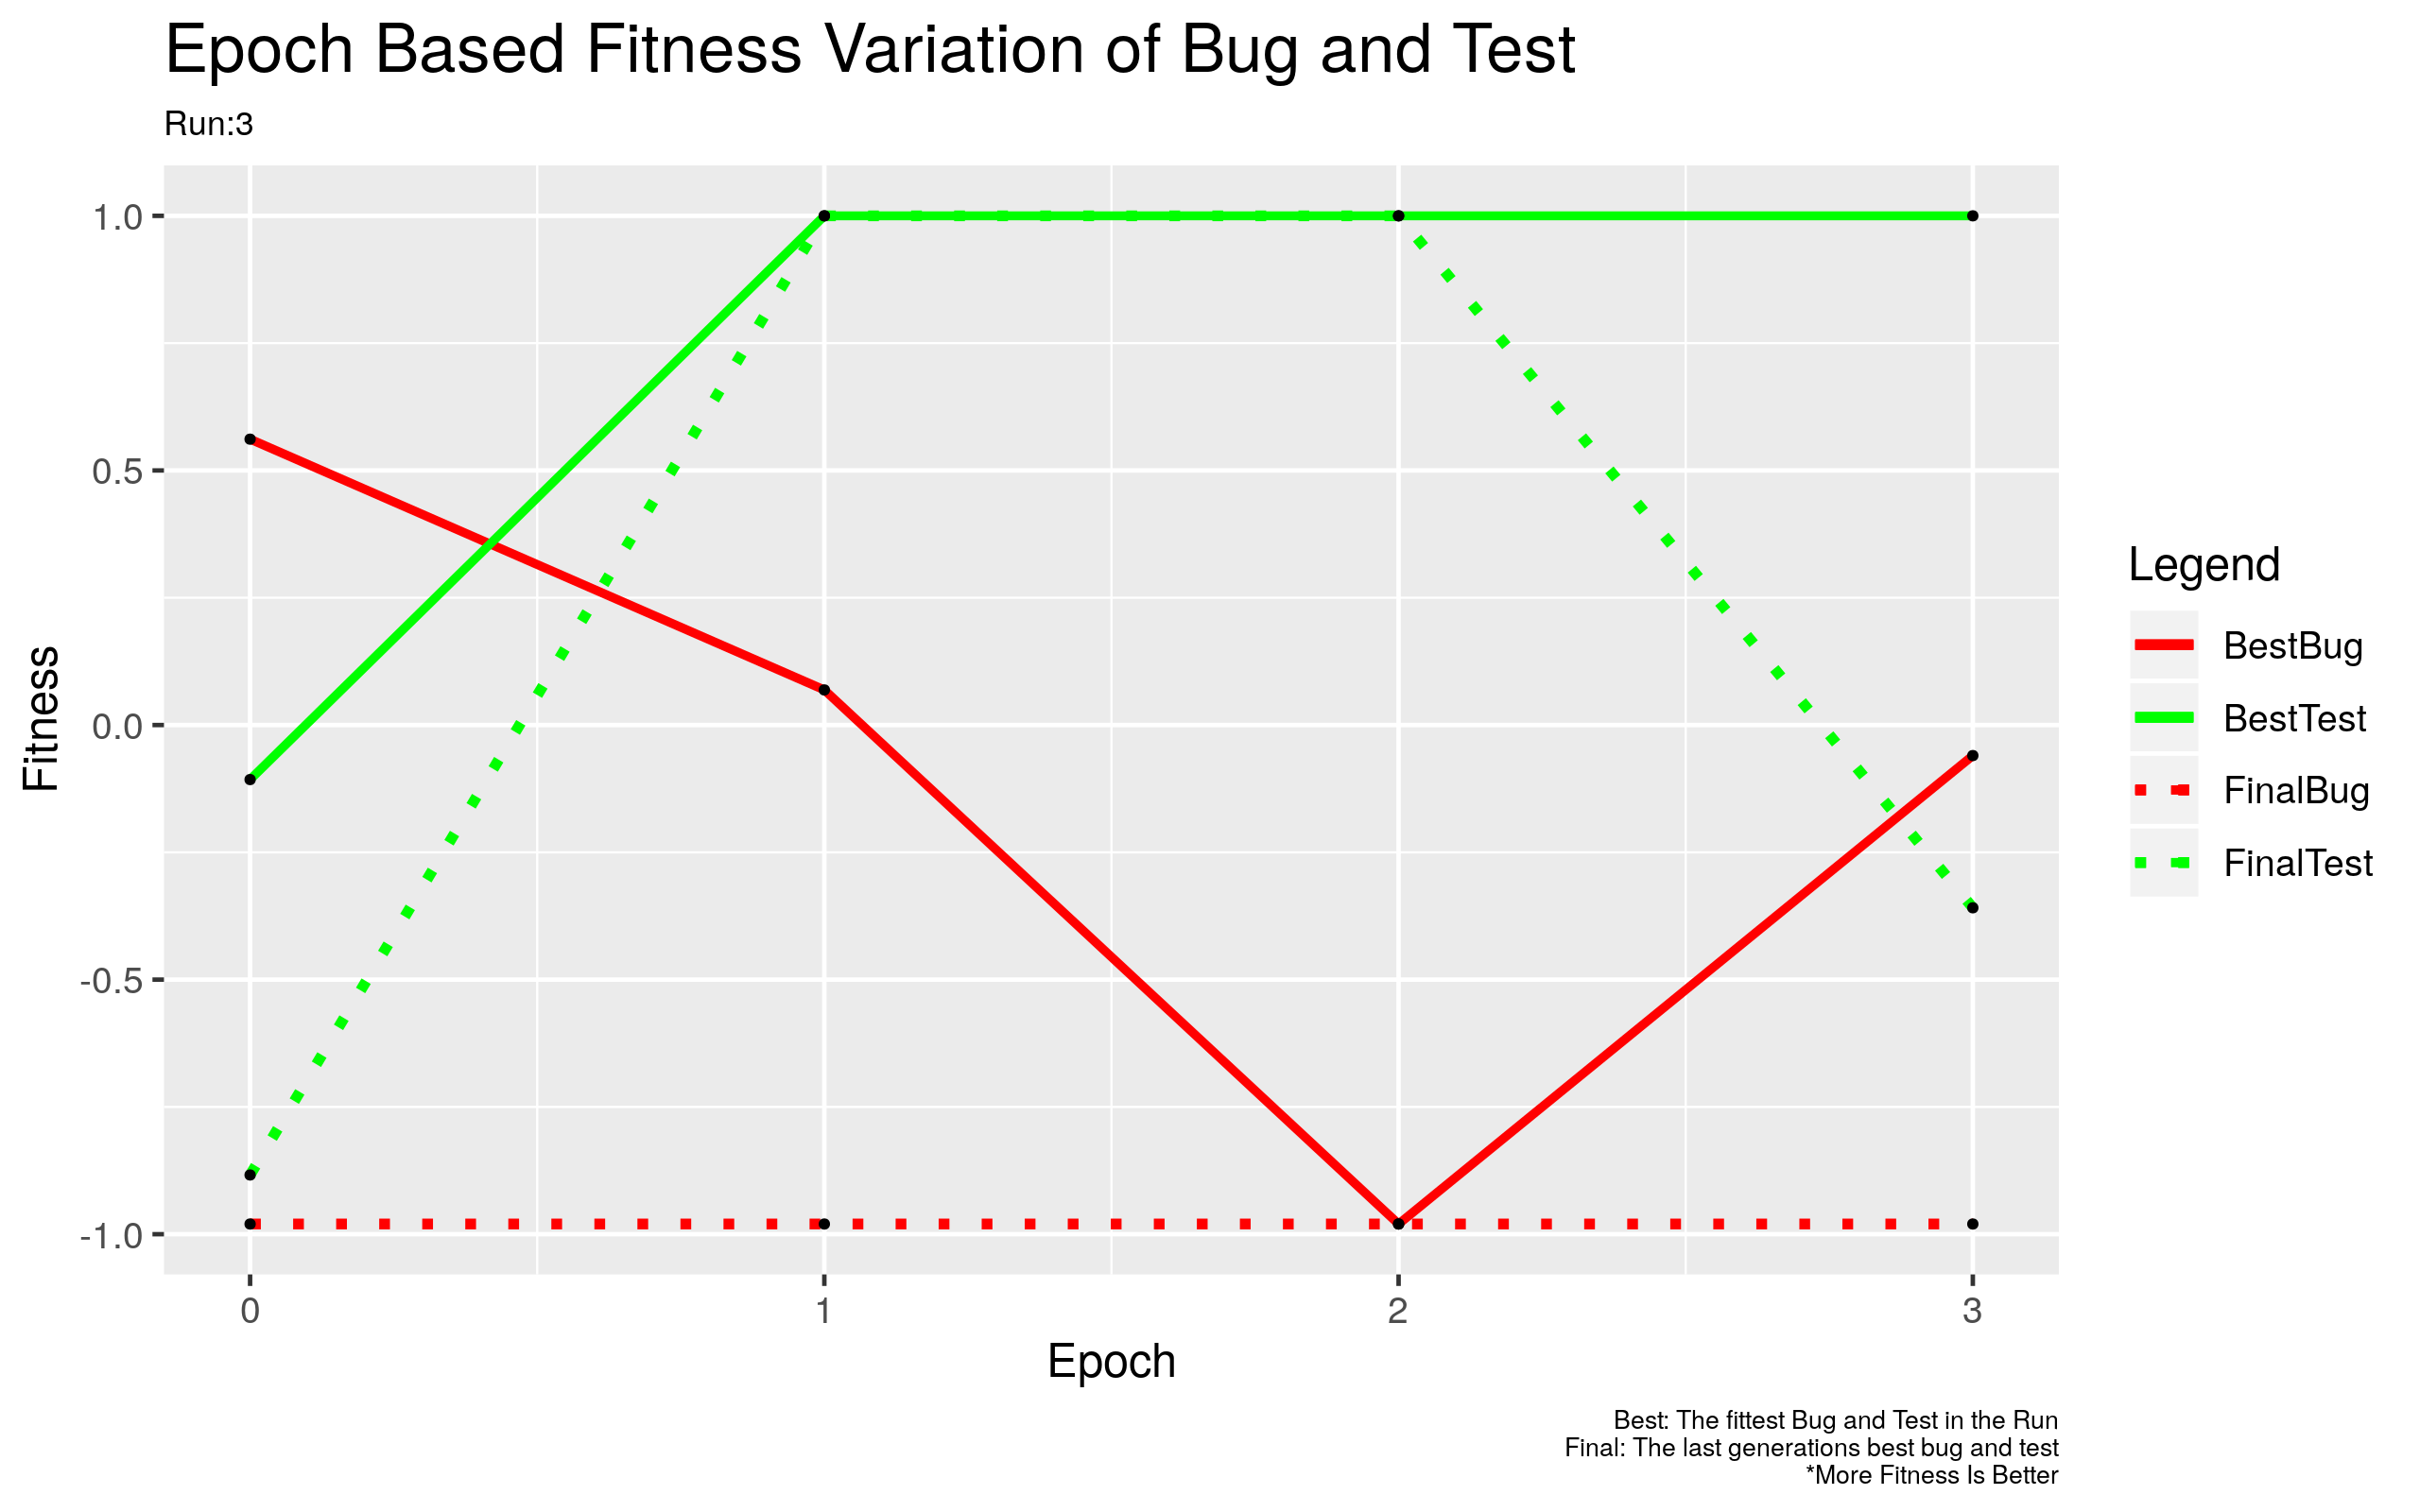 Epoch Based Fitness Variation of Bug and Test
Run:3
1.0
0.5
0.0
-0.5
-1.0
Fitness
0
1
2
3
Epoch
Legend
BestBug
BestTest
FinalBug
FinalTest
Best: The fittest Bug and Test in the Run
Final: The last generations best bug and test
*More Fitness Is Better